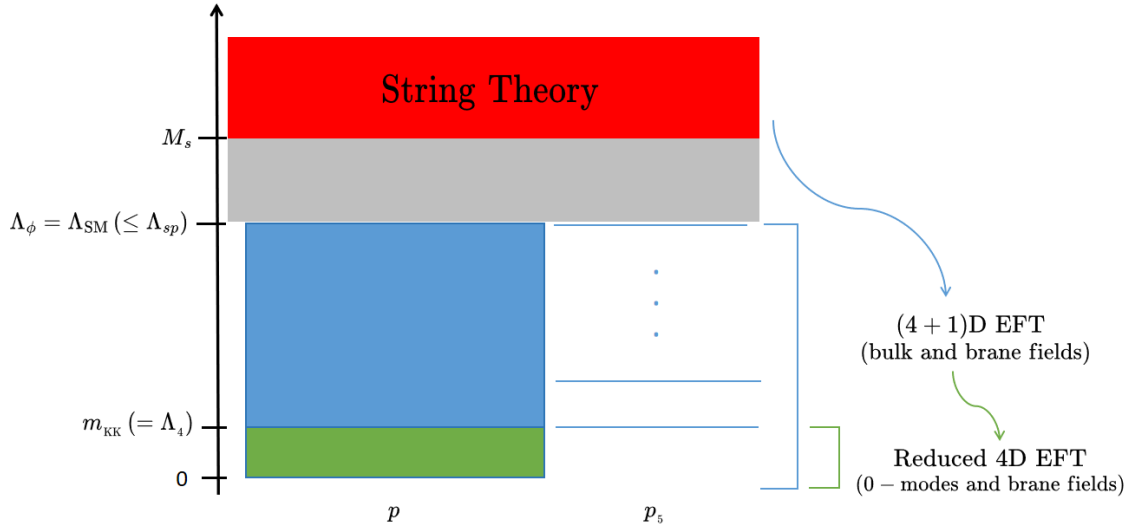 String Theory
M_s
Λ_ϕ = Λ_SM (≤ Λ_sp)
(4 + 1)D EFT
(bulk and brane fields)
m_KK (= Λ_4)
Reduced 4D EFT
(0 − modes and brane fields)
0
p
p_5